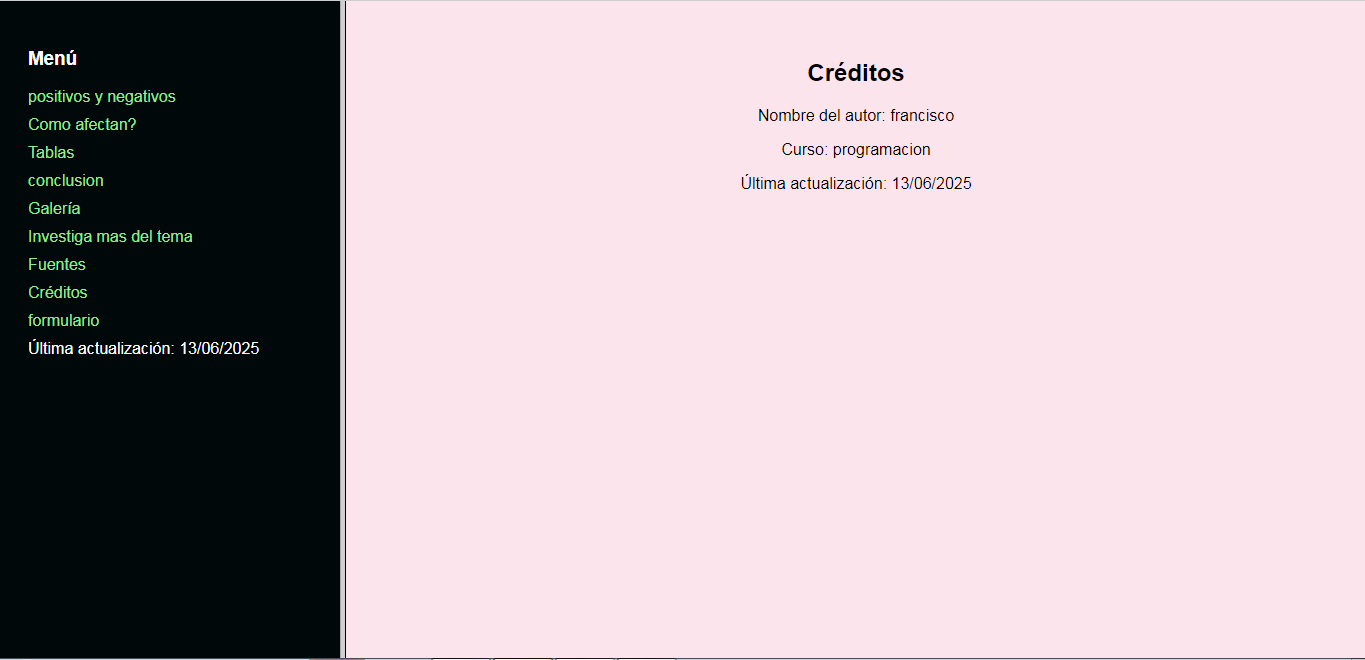 Menú
positivos y negativos
Como afectan?
Tablas
conclusion
Galería
Investiga mas del tema
Fuentes
Créditos
formulario
Última actualización: 13/06/2025
Créditos
Nombre del autor: francisco
Curso: programacion
Última actualización: 13/06/2025